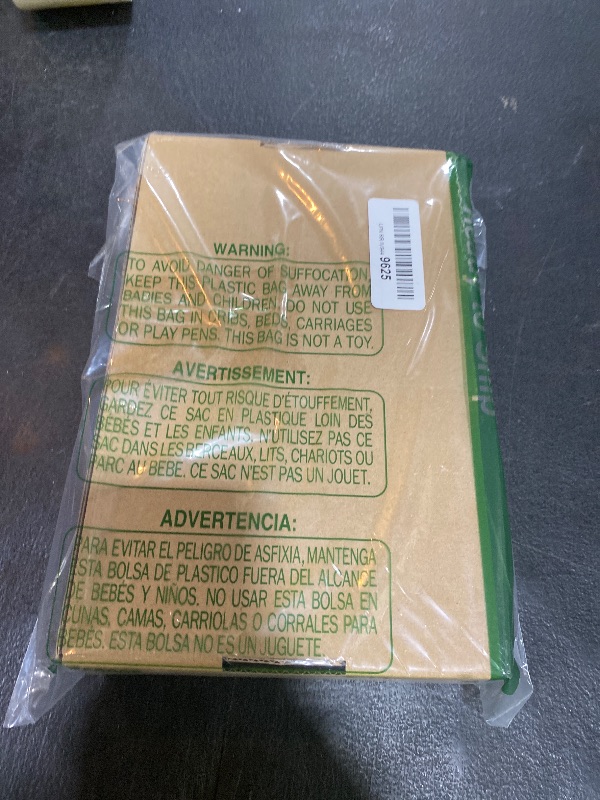 WARNING:
TO AVOID DANGER OF SUFFOCATION,
KEEP THIS PLASTIC BAG AWAY FROM
BABIES AND CHILDREN. DO NOT USE
THIS BAG IN CRIBS, BEDS, CARRIAGES
OR PLAY PENS. THIS BAG IS NOT A TOY.
AVERTISSEMENT:
POUR ÉVITER TOUT RISQUE D'ÉTOUFFEMENT,
GARDEZ CE SAC EN PLASTIQUE LOIN DES
BÉBÉS ET LES ENFANTS. N'UTILISEZ PAS CE
SAC DANS LES BERCEAUX, LITS, CHARIOTS OU
PARC AU BEBE. CE SAC N'EST PAS UN JOUET.
ADVERTENCIA:
PARA EVITAR EL PELIGRO DE ASFIXIA, MANTENGA
ESTA BOLSA DE PLASTICO FUERA DEL ALCANCE
DE BEBÉS Y NIÑOS. NO USAR ESTA BOLSA EN
CUNAS, CAMAS, CARRIOLAS O CORRALES PARA
BEBES. ESTA BOLSA NO ES UN JUGUETE.
9625